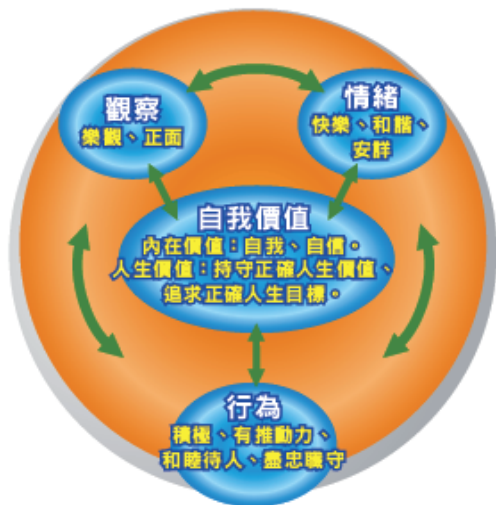 觀察
樂觀、正面
情緒
快樂、和諧、
安詳
自我價值
內在價值：自我、自信。
人生價值：持守正確人生價值、
追求正確人生目標。
行為
積極、有推動力、
和睦待人、盡忠職守